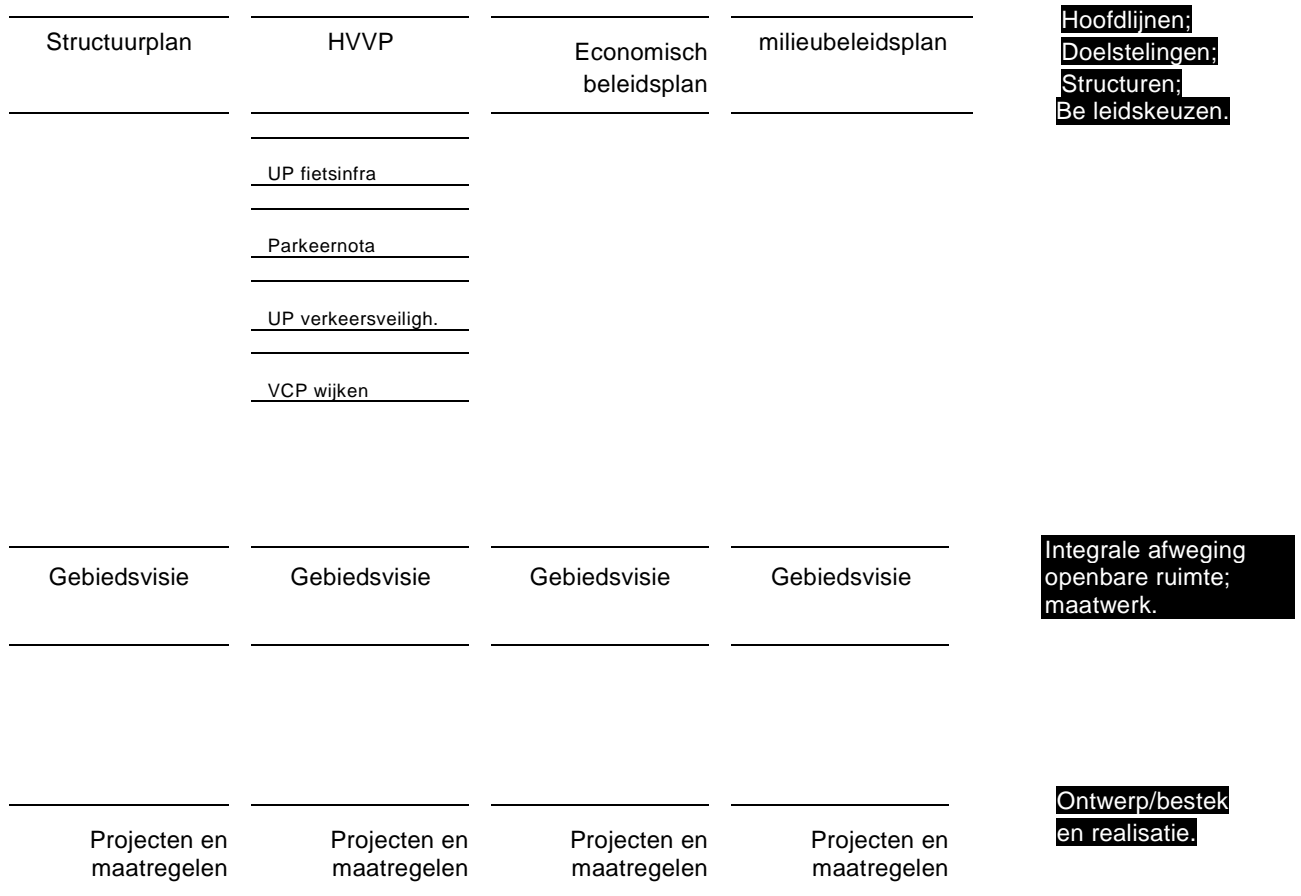 Structuurplan
HVVP
Economisch
beleidsplan
milieubeleidsplan
Hoofdlijnen;
Doelstelingen;
Structuren;
Be leidskeuzen.
UP fietsinfra
Parkeernota
UP verkeersveiligh.
VCP wijken
Gebiedsvisie
Gebiedsvisie
Gebiedsvisie
Gebiedsvisie
Integrale afweging
openbare ruimte;
maatwerk.
Projecten en
maatregelen
Projecten en
maatregelen
Projecten en
maatregelen
Projecten en
maatregelen
Ontwerp/bestek
en realisatie.